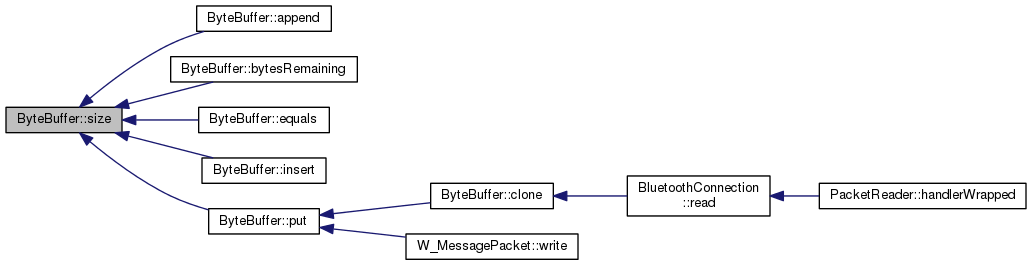 ByteBuffer::append
ByteBuffer::bytesRemaining
ByteBuffer::size
ByteBuffer::equals
ByteBuffer::insert
ByteBuffer::put
ByteBuffer::clone
BluetoothConnection
::read
PacketReader::handlerWrapped
W_MessagePacket::write